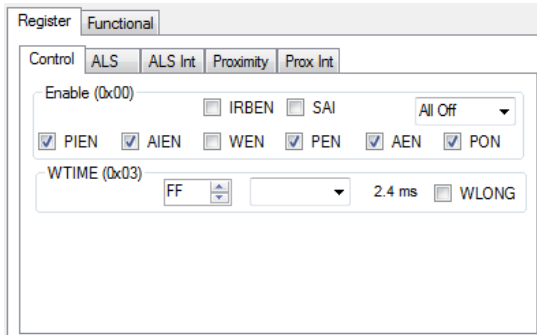 Register Functional
Control ALS ALS Int Proximity Prox Int
Enable (0x00)
IRBEN SAI All Off
PIEN AIEN WEN PEN AEN PON
WTIME (0x03)
FF 2.4 ms WLONG